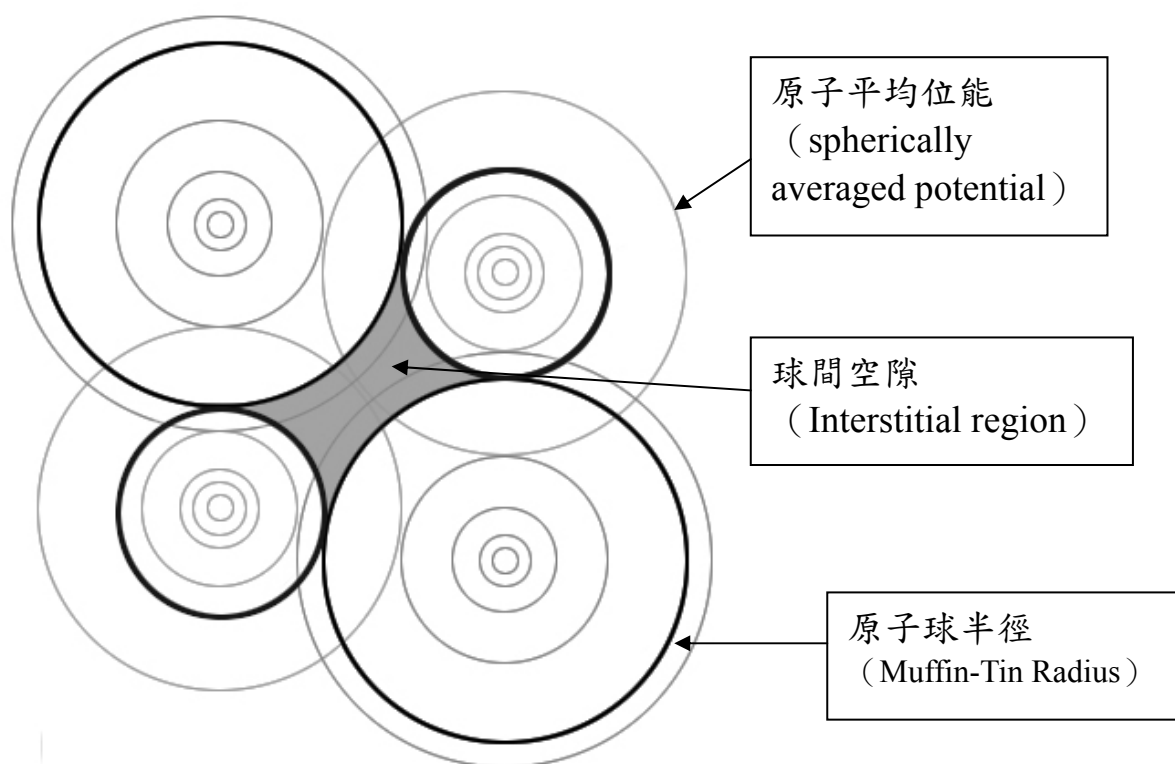 原子平均位能
（spherically
averaged potential）
球間空隙
（Interstitial region）
原子球半徑
（Muffin-Tin Radius）